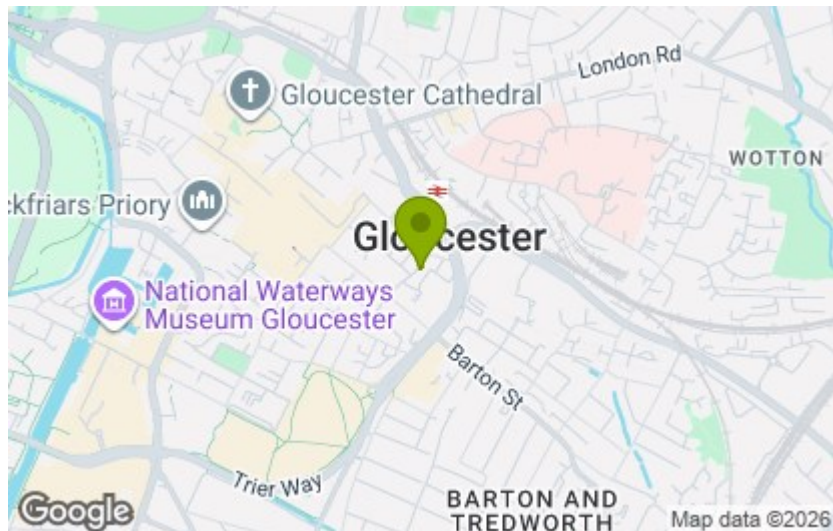 London Rd
Gloucester Cathedral
WOTTON
ckfriars Priory
Gloucester
National Waterways
Museum Gloucester
Barton St
Trier Way
BARTON AND
TREDWORTH
Google
Map data ©2026